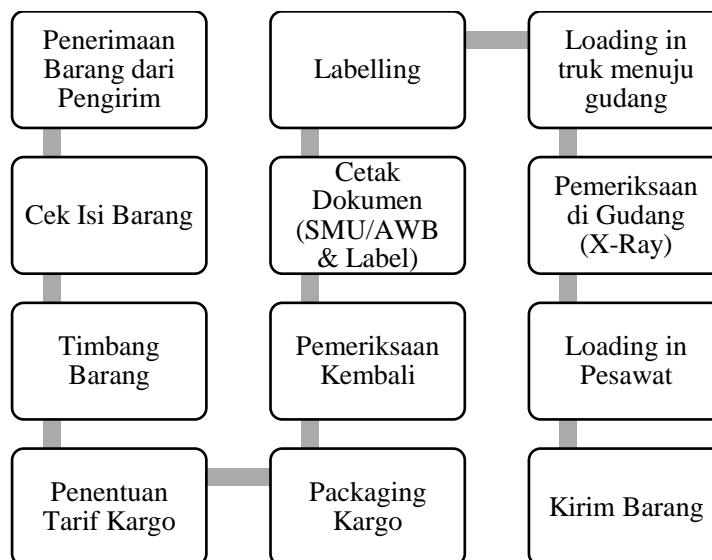 Penerimaan
Barang dari
Pengirim
Cek Isi Barang
Timbang
Barang
Penentuan
Tarif Kargo
Packaging
Kargo
Pemeriksaan
Kembali
Cetak
Dokumen
(SMU/AWB
& Label)
Labelling
Loading in
truk menuju
gudang
Pemeriksaan
di Gudang
(X-Ray)
Loading in
Pesawat
Kirim Barang